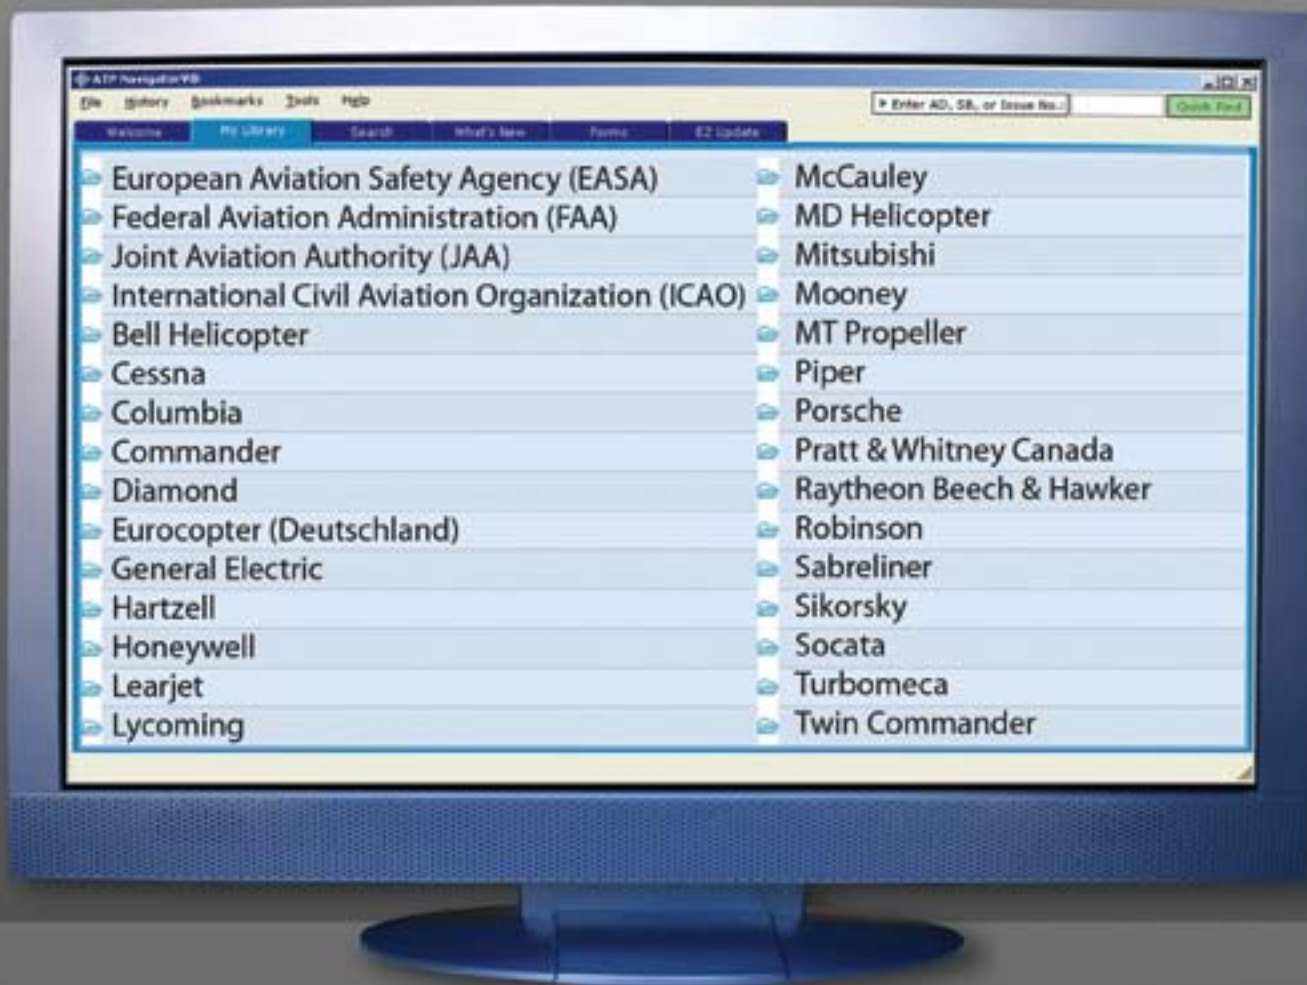 ATP Navigator V®
File History Bookmarks Tools Help
Enter AD, SB, or Issue No.:
Quick Find
Welcome My Library Search What's New Forms EZ Update
European Aviation Safety Agency (EASA)
Federal Aviation Administration (FAA)
Joint Aviation Authority (JAA)
International Civil Aviation Organization (ICAO)
Bell Helicopter
Cessna
Columbia
Commander
Diamond
Eurocopter (Deutschland)
General Electric
Hartzell
Honeywell
Learjet
Lycoming
McCauley
MD Helicopter
Mitsubishi
Mooney
MT Propeller
Piper
Porsche
Pratt & Whitney Canada
Raytheon Beech & Hawker
Robinson
Sabreliner
Sikorsky
Socata
Turbomeca
Twin Commander